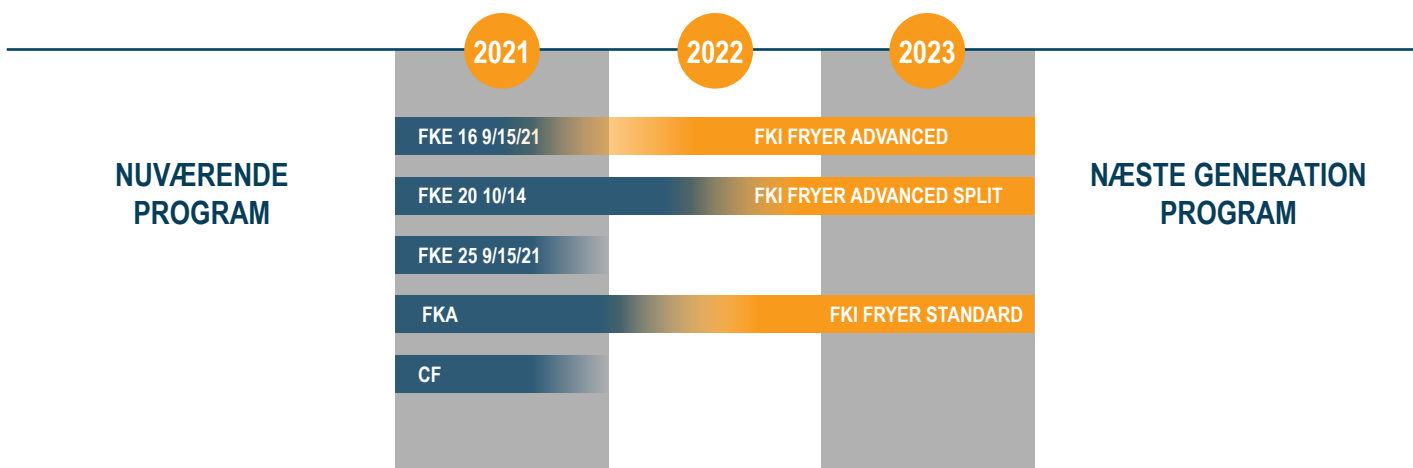 2021
2022
2023
NUVÆRENDE
PROGRAM
FKE 16 9/15/21
FKI FRYER ADVANCED
FKE 20 10/14
FKI FRYER ADVANCED SPLIT
FKE 25 9/15/21
FKA
FKI FRYER STANDARD
CF
NÆSTE GENERATION
PROGRAM